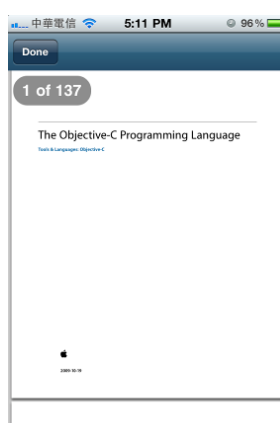 中華電信 5:11 PM 96%
Done
1 of 137
The Objective-C Programming Language
Tools & Languages: Objective-C
2009-10-19